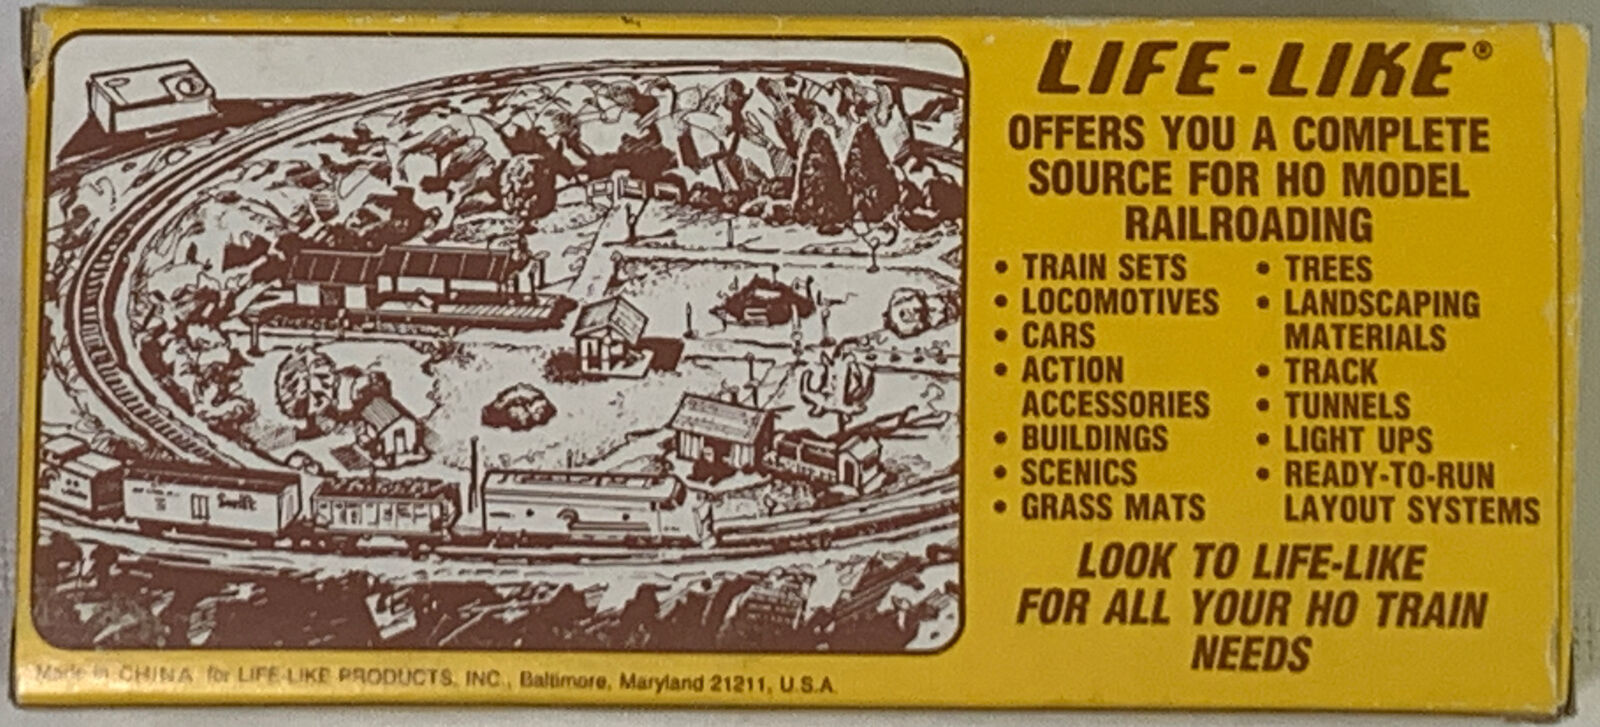 LIFE-LIKE®
OFFERS YOU A COMPLETE
SOURCE FOR HO MODEL
RAILROADING
• TRAIN SETS
• LOCOMOTIVES
• CARS
• ACTION
ACCESSORIES
• BUILDINGS
• SCENICS
• GRASS MATS
• TREES
• LANDSCAPING
MATERIALS
• TRACK
• TUNNELS
• LIGHT UPS
• READY-TO-RUN
LAYOUT SYSTEMS
LOOK TO LIFE-LIKE
FOR ALL YOUR HO TRAIN
NEEDS
Swift
Made in CHINA for LIFE-LIKE PRODUCTS, INC., Baltimore, Maryland 21211, U.S.A.